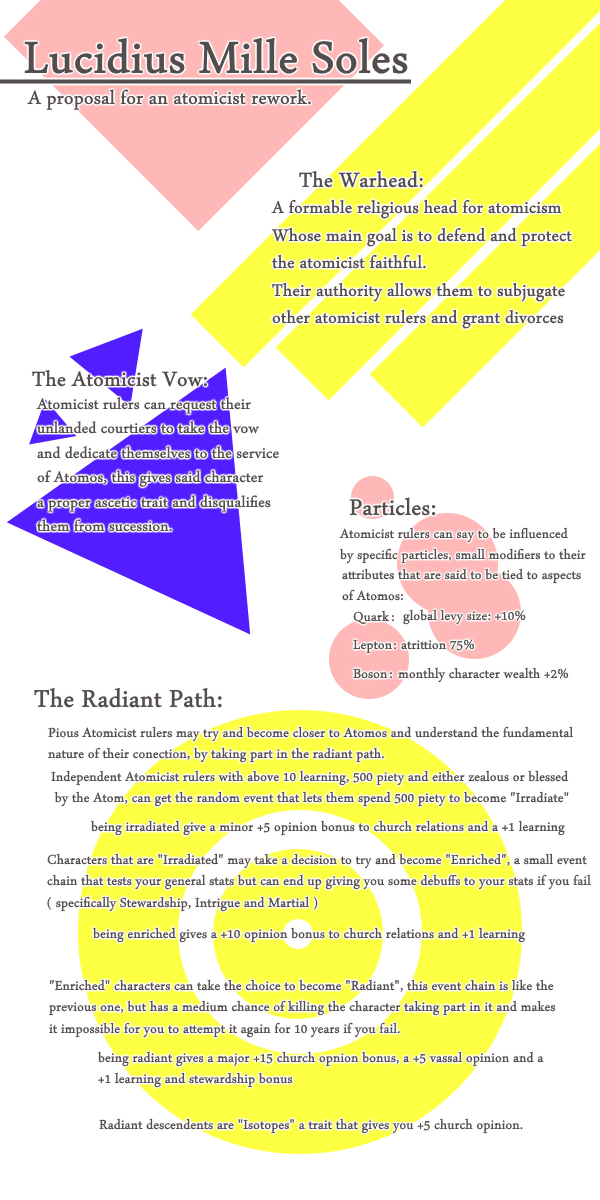 Lucidius Mille Soles
A proposal for an atomicist rework.
The Warhead:
A formable religious head for atomicism
Whose main goal is to defend and protect
the atomicist faithful.
Their authority allows them to subjugate
other atomicist rulers and grant divorces
The Atomicist Vow:
Atomicist rulers can request their
unlanded courtiers to take the vow
and dedicate themselves to the service
of Atomos, this gives said character
a proper ascetic trait and disqualifies
them from sucession.
Particles:
Atomicist rulers can say to be influenced
by specific particles, small modifiers to their
attributes that are said to be tied to aspects
of Atomos:
Quark : global levy size: +10%
Lepton: atrittion 75%
Boson: monthly character wealth +2%
The Radiant Path:
Pious Atomicist rulers may try and become closer to Atomos and understand the fundamental
nature of their conection, by taking part in the radiant path.
Independent Atomicist rulers with above 10 learning, 500 piety and either zealous or blessed
by the Atom, can get the random event that lets them spend 500 piety to become "Irradiate"
being irradiated give a minor +5 opinion bonus to church relations and a +1 learning
Characters that are "Irradiated" may take a decision to try and become "Enriched", a small event
chain that tests your general stats but can end up giving you some debuffs to your stats if you fail
( specifically Stewardship, Intrigue and Martial )
being enriched gives a +10 opinion bonus to church relations and +1 learning
"Enriched" characters can take the choice to become "Radiant", this event chain is like the
previous one, but has a medium chance of killing the character taking part in it and makes
it impossible for you to attempt it again for 10 years if you fail.
being radiant gives a major +15 church opnion bonus, a +5 vassal opinion and a
+1 learning and stewardship bonus
Radiant descendents are "Isotopes" a trait that gives you +5 church opinion.